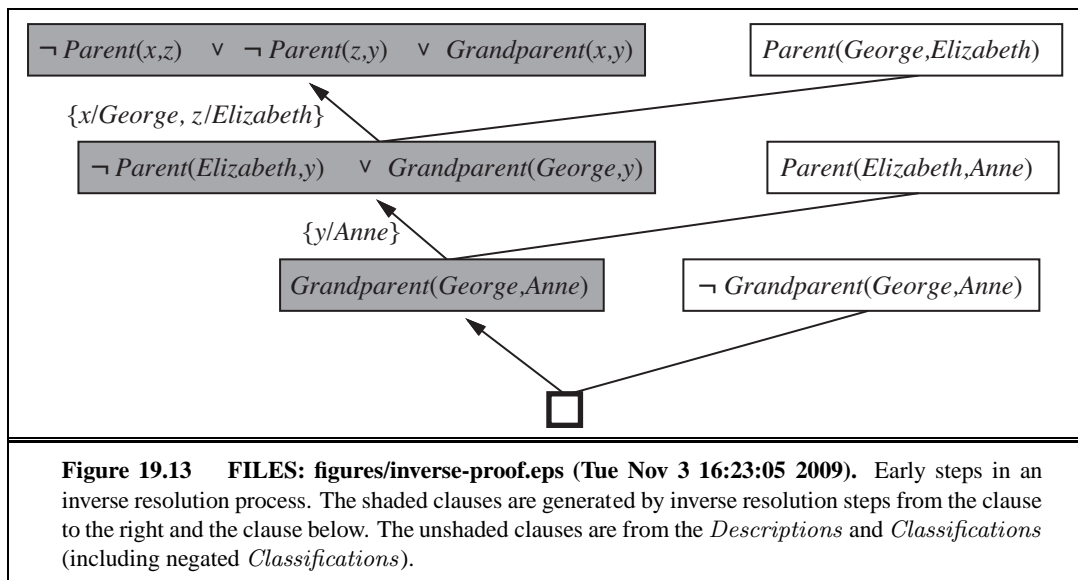 ¬ Parent(x,z) ∨ ¬ Parent(z,y) ∨ Grandparent(x,y)
Parent(George,Elizabeth)
{x/George, z/Elizabeth}
¬ Parent(Elizabeth,y) ∨ Grandparent(George,y)
Parent(Elizabeth,Anne)
{y/Anne}
Grandparent(George,Anne)
¬ Grandparent(George,Anne)
Figure 19.13 FILES: figures/inverse-proof.eps (Tue Nov 3 16:23:05 2009). Early steps in an
inverse resolution process. The shaded clauses are generated by inverse resolution steps from the clause
to the right and the clause below. The unshaded clauses are from the Descriptions and Classifications
(including negated Classifications).